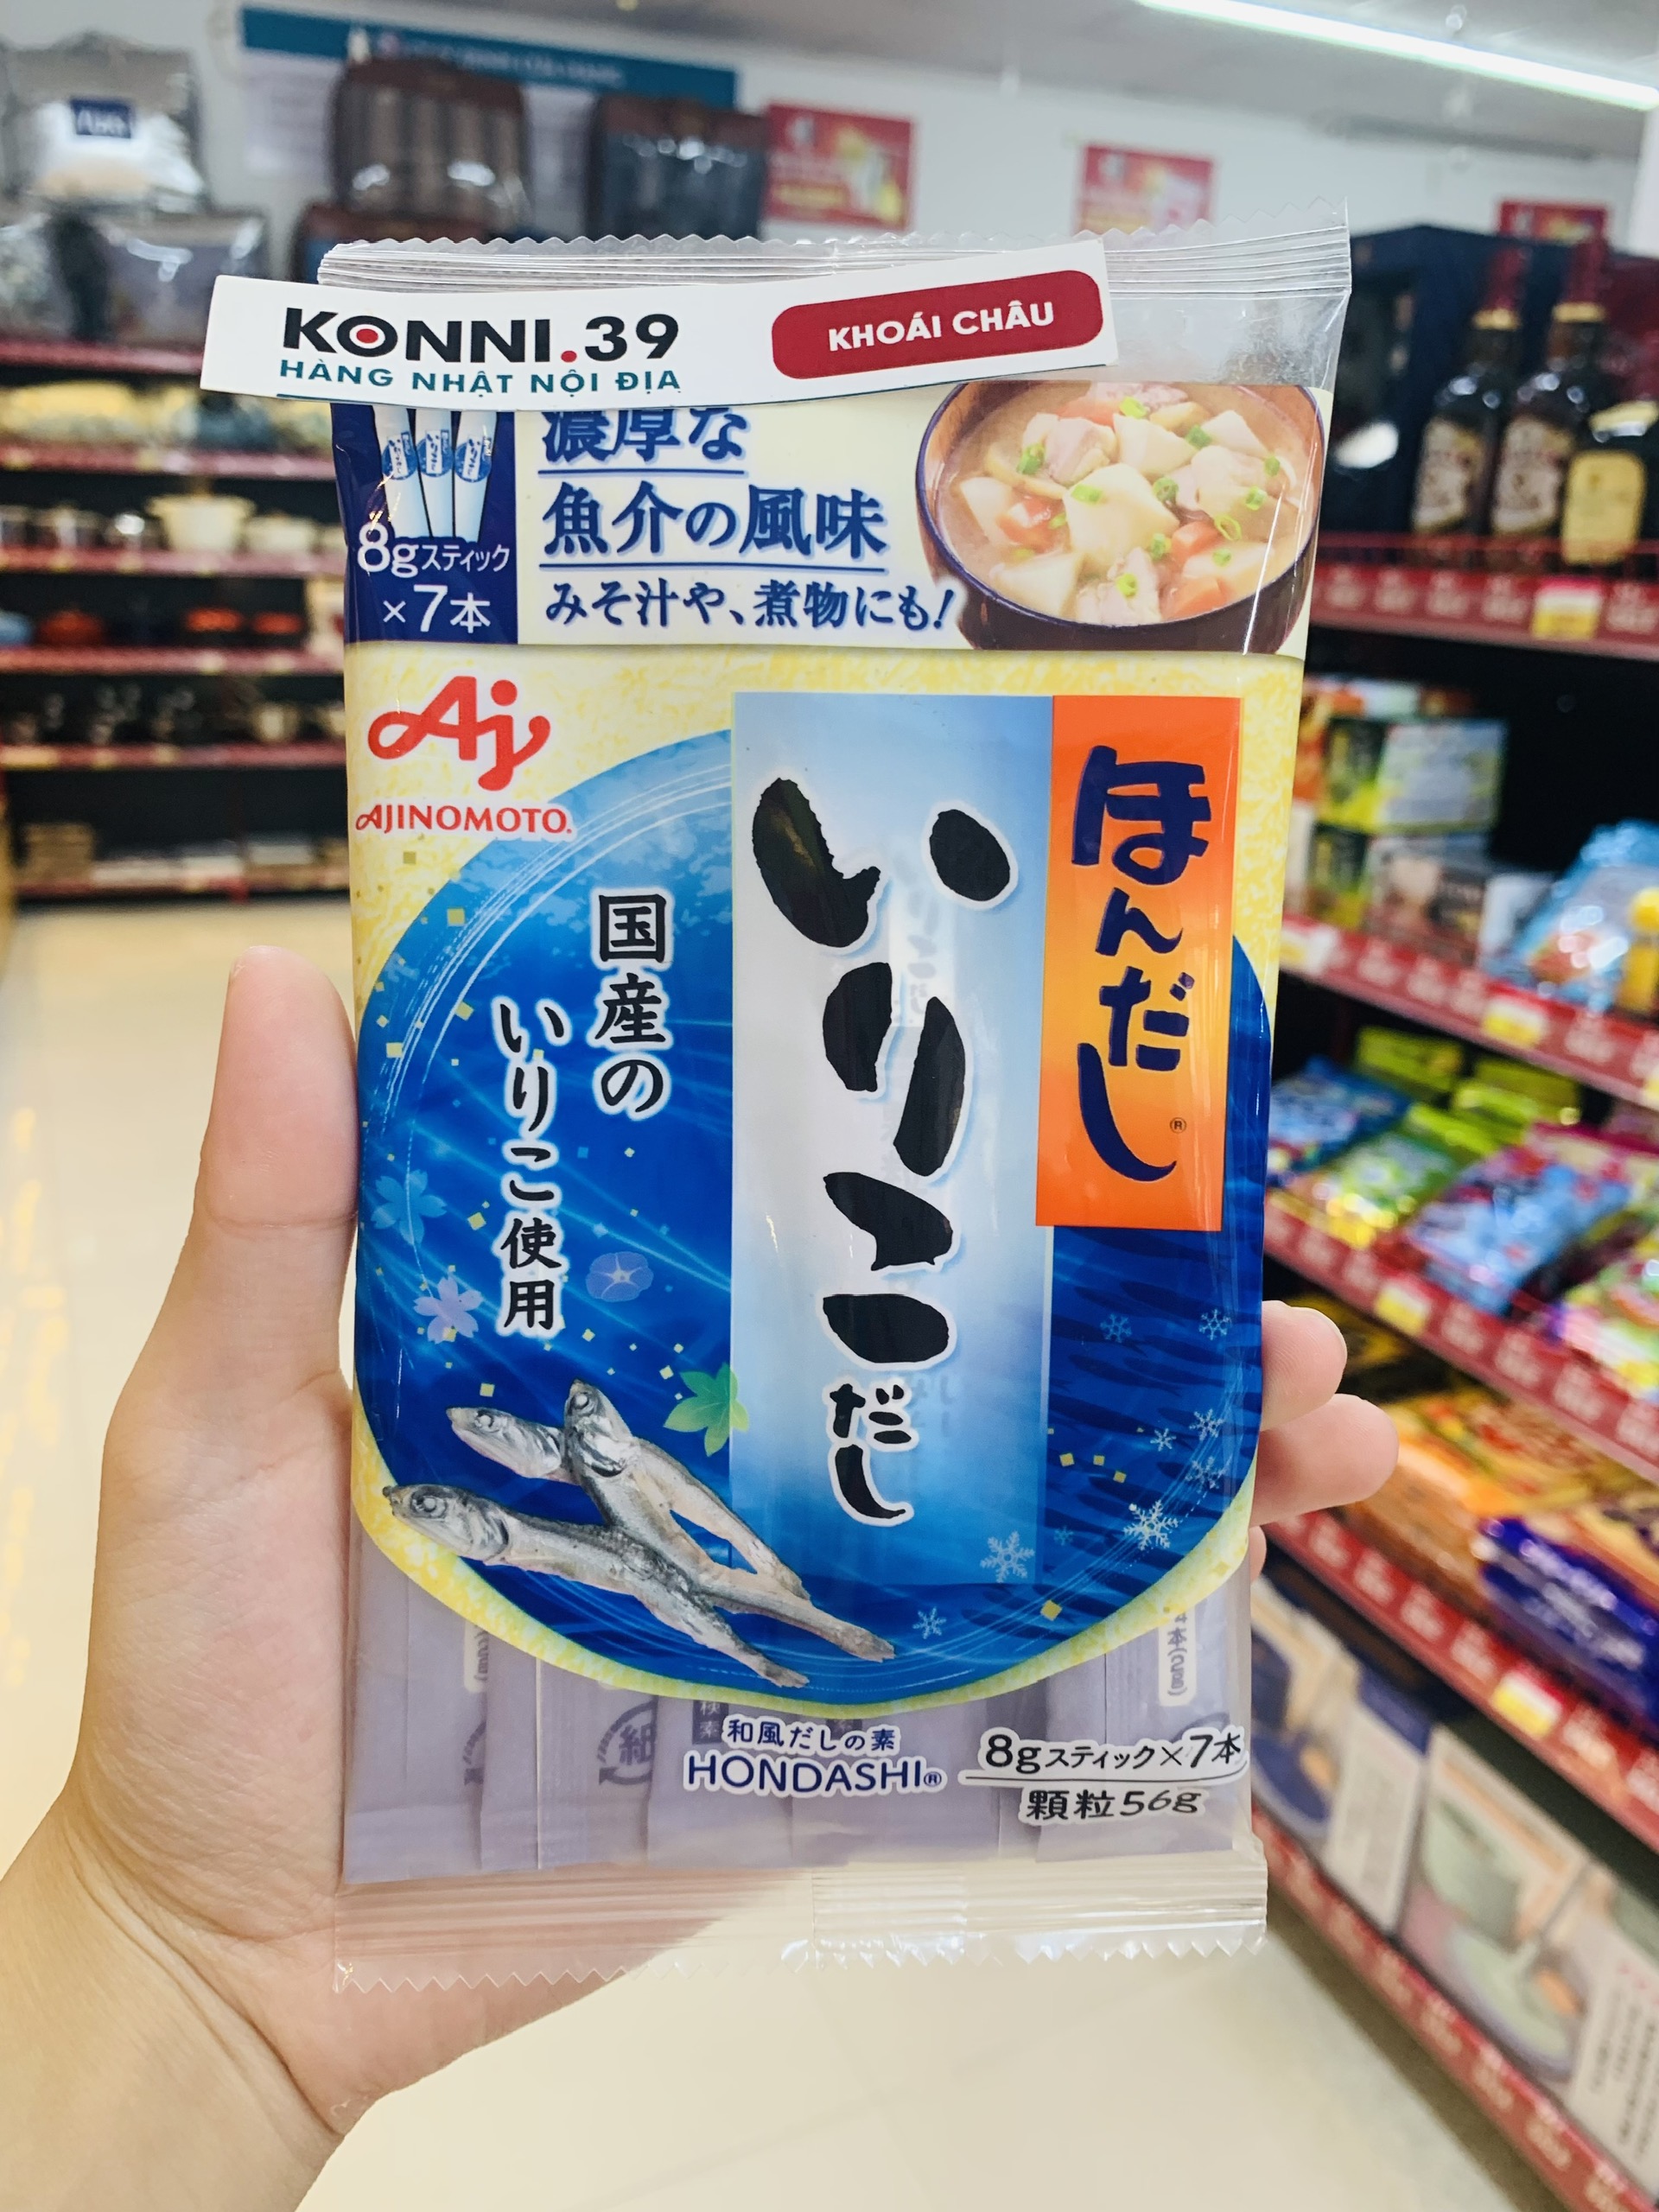 KONNI.39
HÀNG NHẬT NỘI ĐỊA
KHOÁI CHÂU
濃厚な
魚介の風味
みそ汁や、煮物にも!
8gスティック
×7本
Aj
AJINOMOTO®
ほんだし®
いりこだし
国産の
いりこ使用
和風だしの素
HONDASHI®
8gスティック×7本
顆粒56g